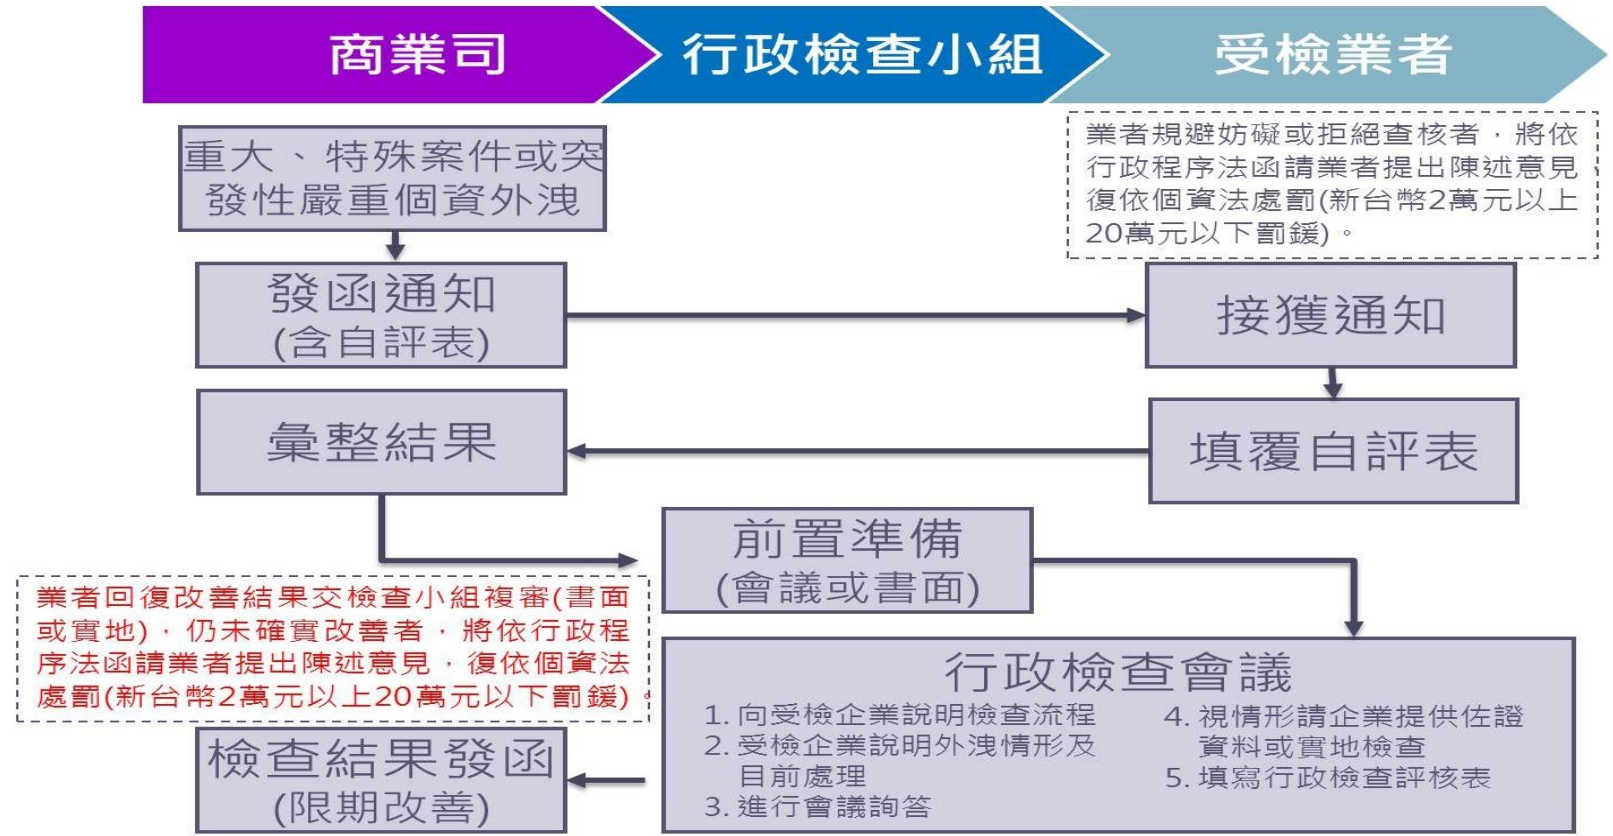 商業司
行政檢查小組
受檢業者
重大、特殊案件或突
發性嚴重個資外洩
業者規避妨礙或拒絕查核者，將依
行政程序法函請業者提出陳述意見，
復依個資法處罰(新台幣2萬元以上
20萬元以下罰鍰)。
發函通知
(含自評表)
接獲通知
彙整結果
填覆自評表
前置準備
(會議或書面)
業者回復改善結果交檢查小組複審(書面
或實地)，仍未確實改善者，將依行政程
序法函請業者提出陳述意見，復依個資法
處罰(新台幣2萬元以上20萬元以下罰鍰)。
行政檢查會議
1. 向受檢企業說明檢查流程
2. 受檢企業說明外洩情形及
目前處理
3. 進行會議詢答
4. 視情形請企業提供佐證
資料或實地檢查
5. 填寫行政檢查評核表
檢查結果發函
(限期改善)